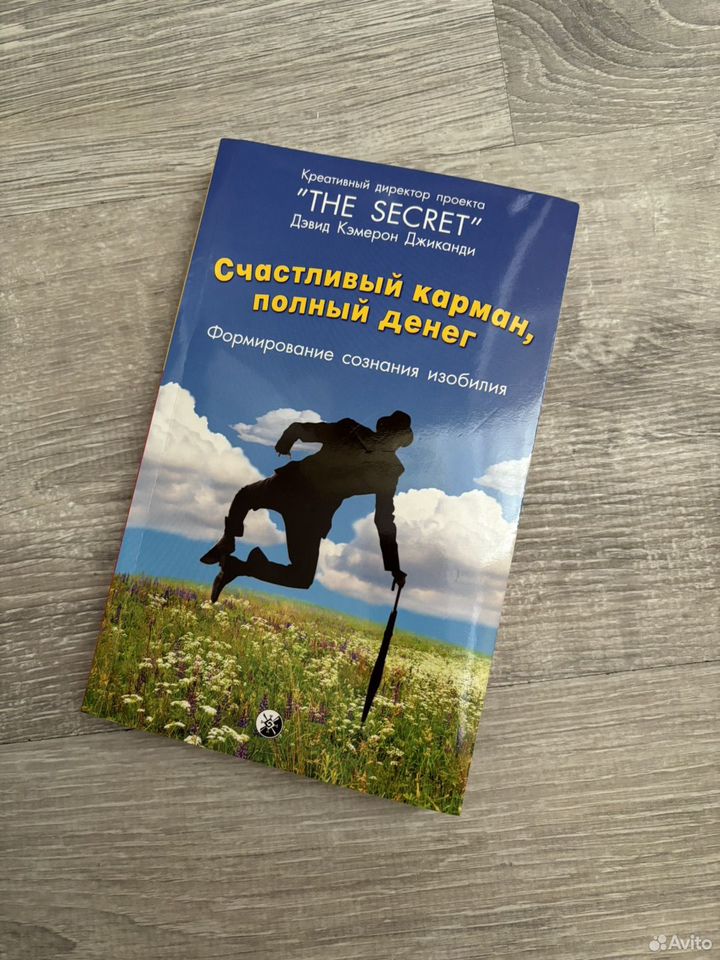 Креативный директор проекта
"THE SECRET"
Дэвид Кэмерон Джиканди
Счастливый карман,
полный денег
Формирование сознания изобилия
Avito